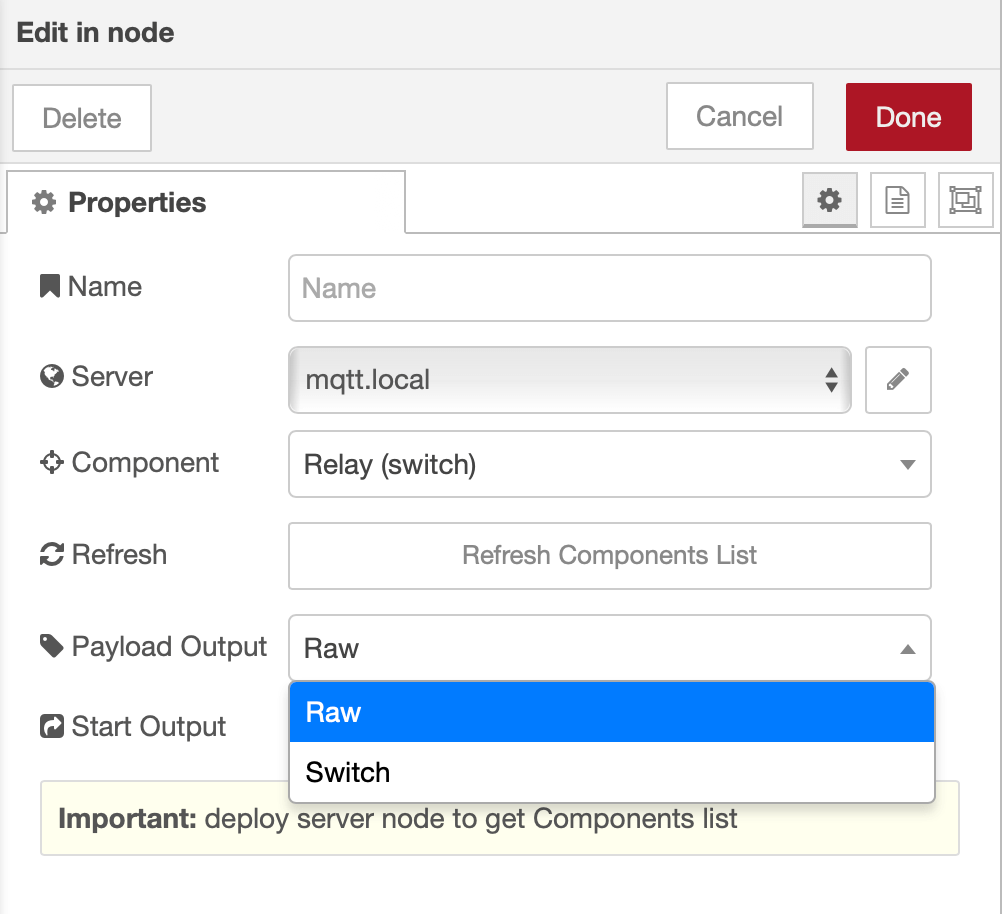 Edit in node
Delete
Cancel
Done
Properties
Name
Name
Server
mqtt.local
Component
Relay (switch)
Refresh
Refresh Components List
Payload Output
Raw
Raw
Start Output
Switch
Important: deploy server node to get Components list